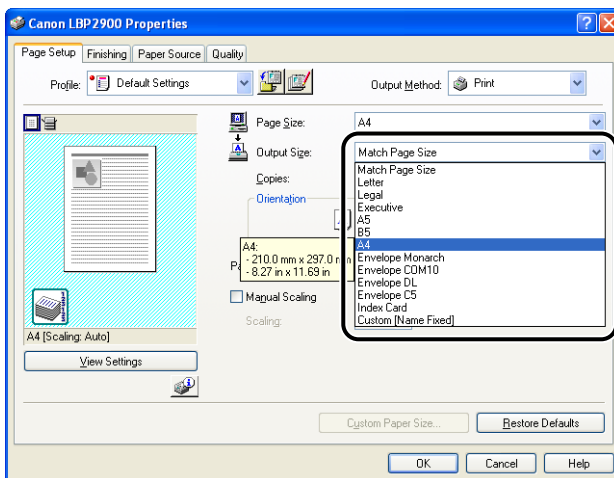 Canon LBP2900 Properties
Page Setup Finishing Paper Source Quality
Profile: Default Settings Output Method: Print
Page Size: A4
Output Size: Match Page Size
Copies:
Match Page Size
Letter
Legal
Executive
A5
B5
A4
Envelope Monarch
Envelope COM10
Envelope DL
Envelope C5
Index Card
Custom [Name Fixed]
Orientation
A4:
- 210.0 mm x 297.0
- 8.27 in x 11.69 in
Manual Scaling
Scaling:
A4 [Scaling: Auto]
View Settings
Custom Paper Size... Restore Defaults
OK Cancel Help